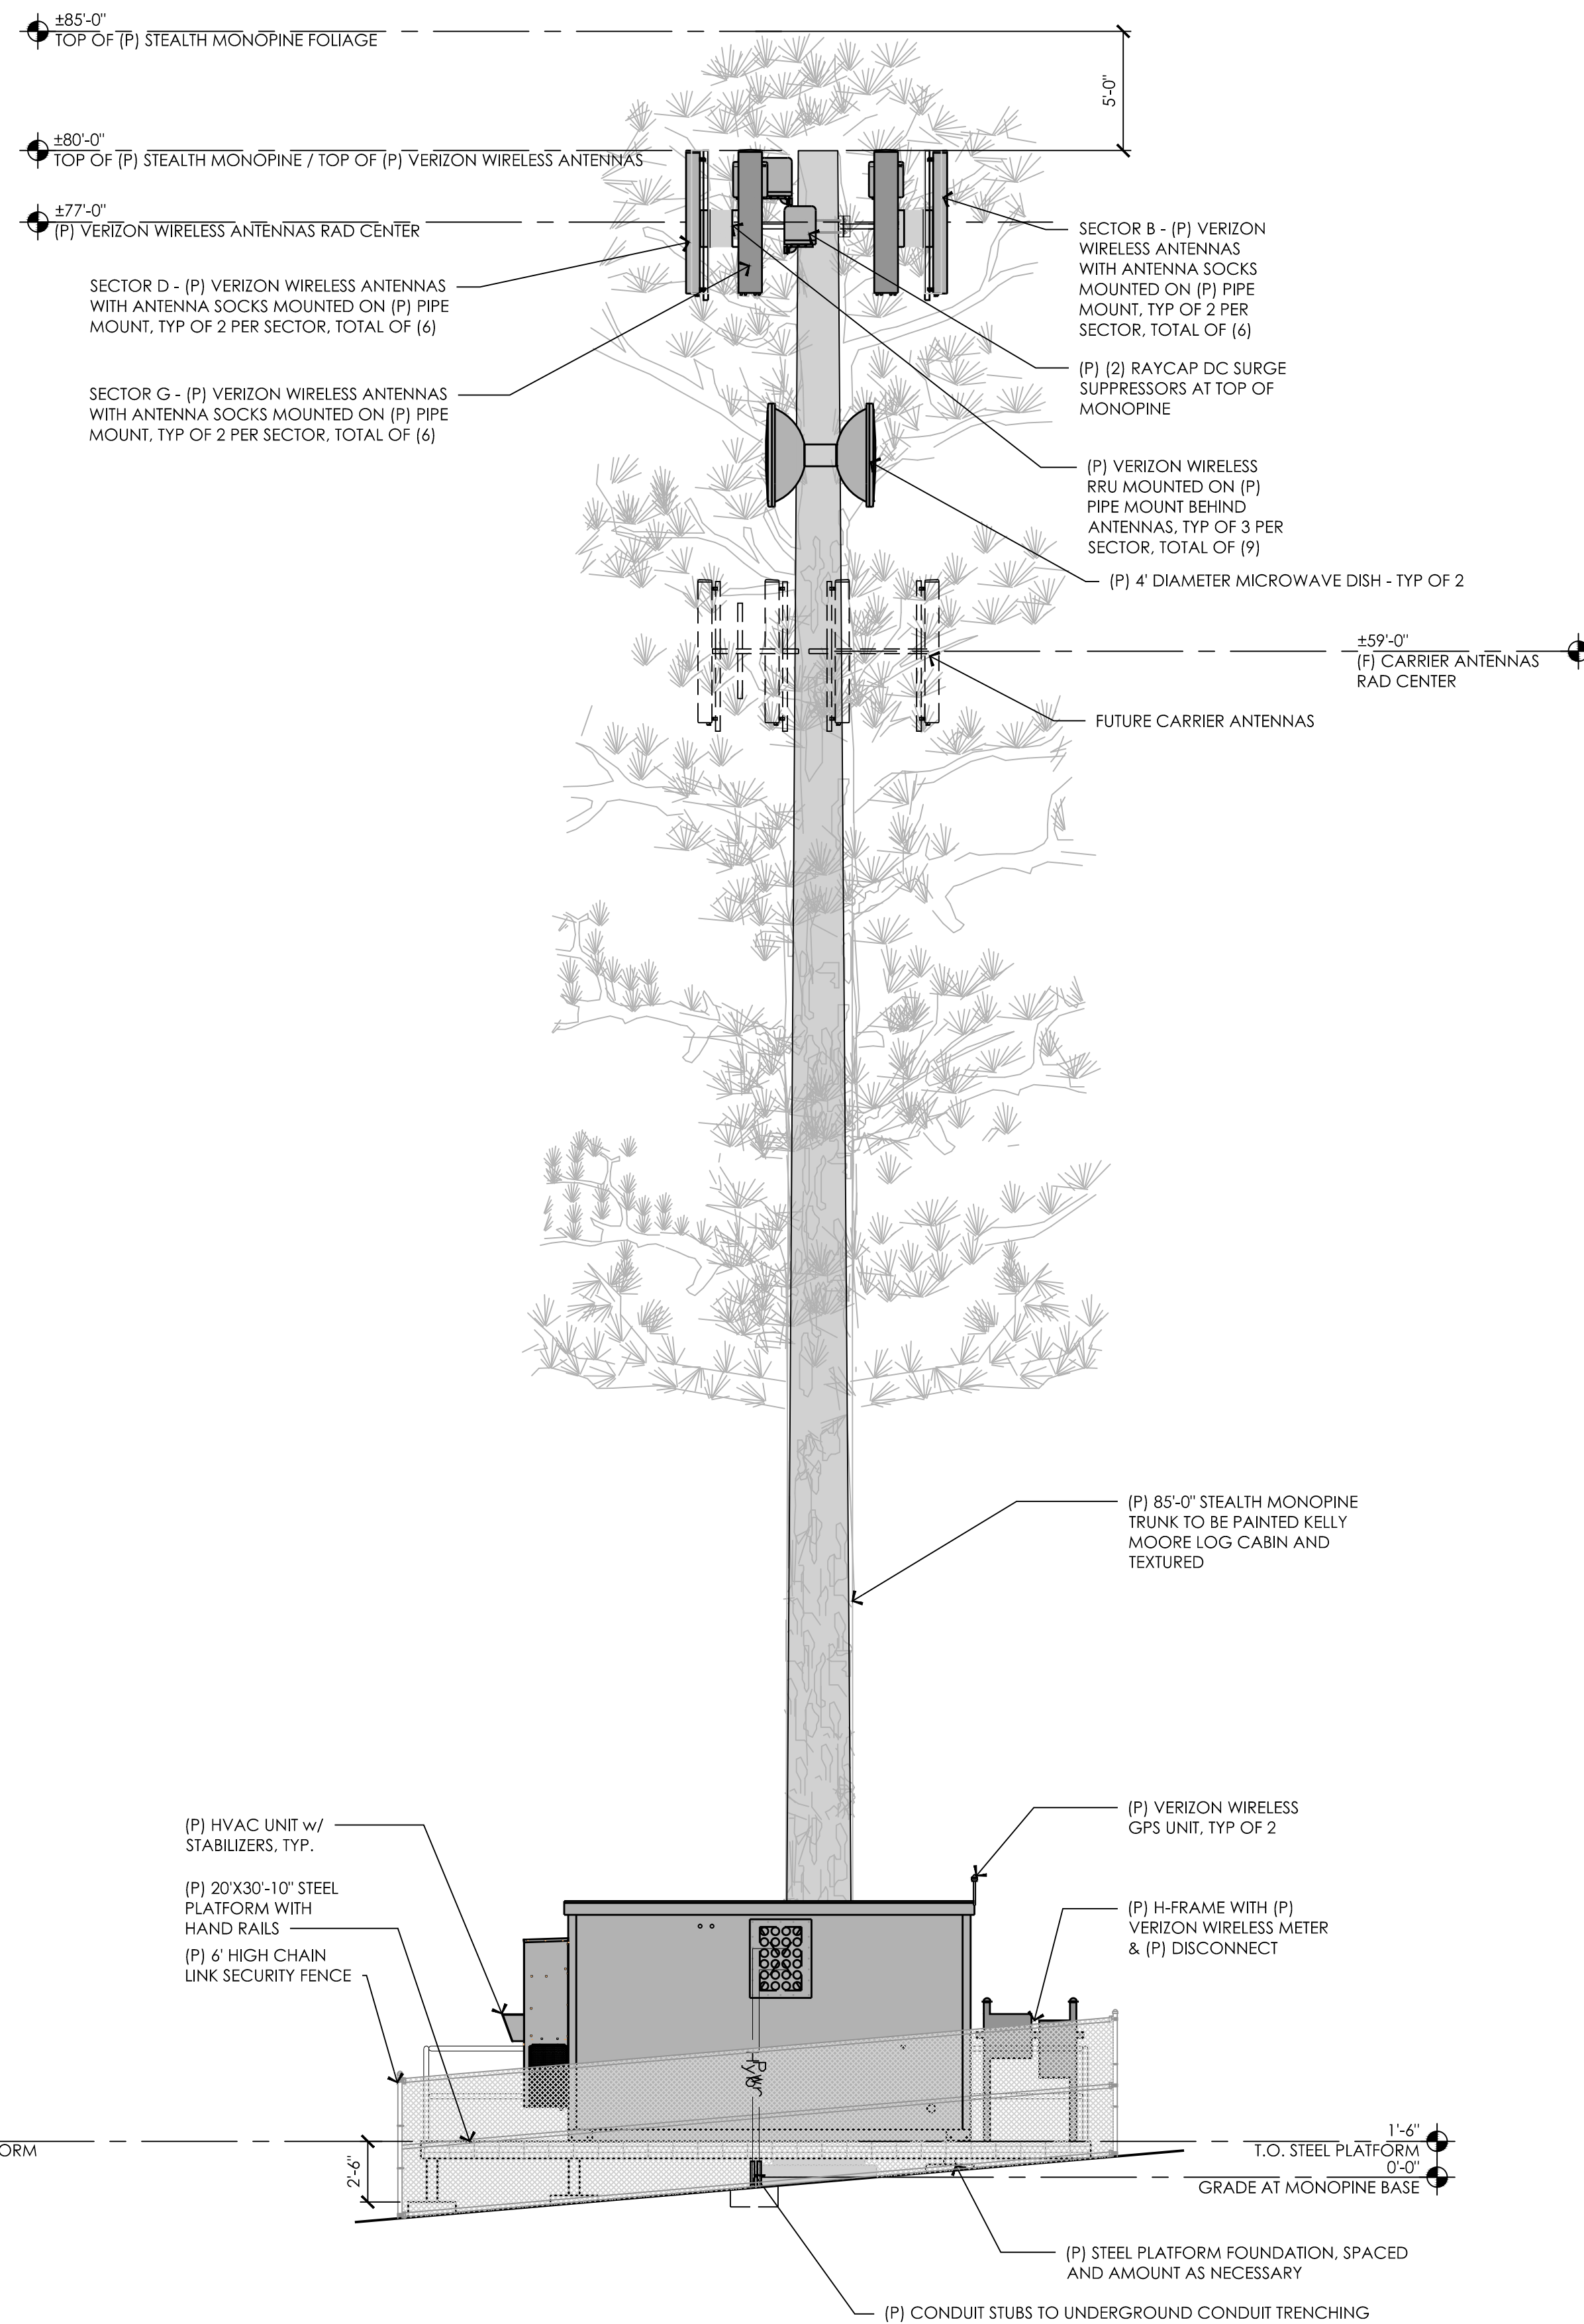 ±85'-0"
TOP OF (P) STEALTH MONOPINE FOLIAGE
5'-0"
±80'-0"
TOP OF (P) STEALTH MONOPINE / TOP OF (P) VERIZON WIRELESS ANTENNAS
±77'-0"
(P) VERIZON WIRELESS ANTENNAS RAD CENTER
SECTOR D - (P) VERIZON WIRELESS ANTENNAS
WITH ANTENNA SOCKS MOUNTED ON (P) PIPE
MOUNT, TYP OF 2 PER SECTOR, TOTAL OF (6)
SECTOR G - (P) VERIZON WIRELESS ANTENNAS
WITH ANTENNA SOCKS MOUNTED ON (P) PIPE
MOUNT, TYP OF 2 PER SECTOR, TOTAL OF (6)
SECTOR B - (P) VERIZON
WIRELESS ANTENNAS
WITH ANTENNA SOCKS
MOUNTED ON (P) PIPE
MOUNT, TYP OF 2 PER
SECTOR, TOTAL OF (6)
(P) (2) RAYCAP DC SURGE
SUPPRESSORS AT TOP OF
MONOPINE
(P) VERIZON WIRELESS
RRU MOUNTED ON (P)
PIPE MOUNT BEHIND
ANTENNAS, TYP OF 3 PER
SECTOR, TOTAL OF (9)
(P) 4' DIAMETER MICROWAVE DISH - TYP OF 2
±59'-0"
(F) CARRIER ANTENNAS
RAD CENTER
FUTURE CARRIER ANTENNAS
(P) 85'-0" STEALTH MONOPINE
TRUNK TO BE PAINTED KELLY
MOORE LOG CABIN AND
TEXTURED
(P) HVAC UNIT w/
STABILIZERS, TYP.
(P) 20'X30'-10" STEEL
PLATFORM WITH
HAND RAILS
(P) 6' HIGH CHAIN
LINK SECURITY FENCE
(P) VERIZON WIRELESS
GPS UNIT, TYP OF 2
(P) H-FRAME WITH (P)
VERIZON WIRELESS METER
& (P) DISCONNECT
Pwr
ORM
2'-6"
1'-6"
T.O. STEEL PLATFORM
0'-0"
GRADE AT MONOPINE BASE
(P) STEEL PLATFORM FOUNDATION, SPACED
AND AMOUNT AS NECESSARY
(P) CONDUIT STUBS TO UNDERGROUND CONDUIT TRENCHING